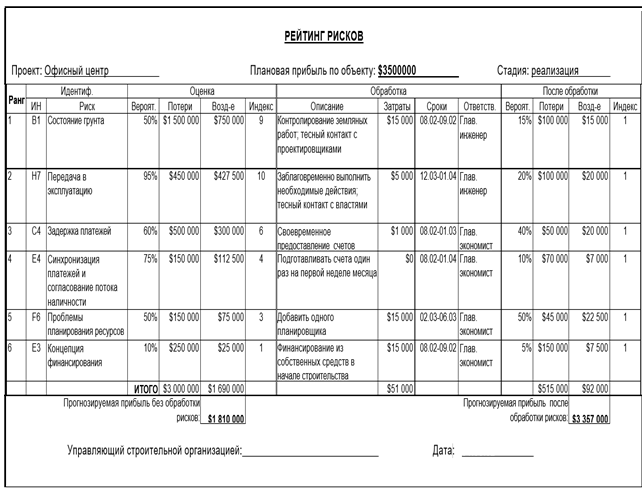 РЕЙТИНГ РИСКОВ
Проект: Офисный центр Плановая прибыль по объекту: $3500000 Стадия: реализация
Ранг Идентиф. Оценка Обработка После обработки
ИН Риск Вероят. Потери Возд-е Индекс Описание Затраты Сроки Ответств. Вероят. Потери Возд-е Индекс
1 B1 Состояние грунта 50% $1 500 000 $750 000 9 Контролирование земляных $15 000 08.02-09.02 Глав. 15% $100 000 $15 000 1
работ; тесный контакт с инженер
проектировщиками
2 H7 Передача в 95% $450 000 $427 500 10 Заблаговременно выполнить $5 000 12.03-01.04 Глав. 20% $100 000 $20 000 1
эксплуатацию необходимые действия; инженер
тесный контакт с властями
3 C4 Задержка платежей 60% $500 000 $300 000 6 Своевременное $1 000 08.02-01.03 Глав. 40% $50 000 $20 000 1
предоставление счетов экономист
4 E4 Синхронизация 75% $150 000 $112 500 4 Подготавливать счета один $0 08.02-01.04 Глав. 10% $70 000 $7 000 1
платежей и раз на первой неделе месяца экономист
согласование потока
наличности
5 F6 Проблемы 50% $150 000 $75 000 3 Добавить одного $15 000 02.03-06.03 Глав. 50% $45 000 $22 500 1
планирования ресурсов планировщика экономист
6 E3 Концепция 10% $250 000 $25 000 1 Финансирование из $15 000 08.02-09.02 Глав. 5% $150 000 $7 500 1
финансирования собственных средств в экономист
начале строительства
ИТОГО $3 000 000 $1 690 000 $51 000 $515 000 $92 000
Прогнозируемая прибыль без обработки Прогнозируемая прибыль после
рисков: $1 810 000 обработки рисков: $3 357 000
Управляющий строительной организацией: Дата: